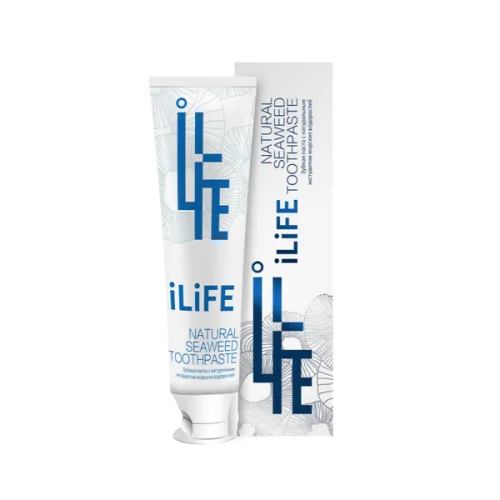 iLiFE
iLiFE
NATURAL
SEAWEED
TOOTHPASTE
Зубная паста с натуральным
экстрактом морских водорослей
NATURAL
SEAWEED
TOOTHPASTE
Зубная паста с натуральным
экстрактом морских водорослей
iLiFE
iLiFE